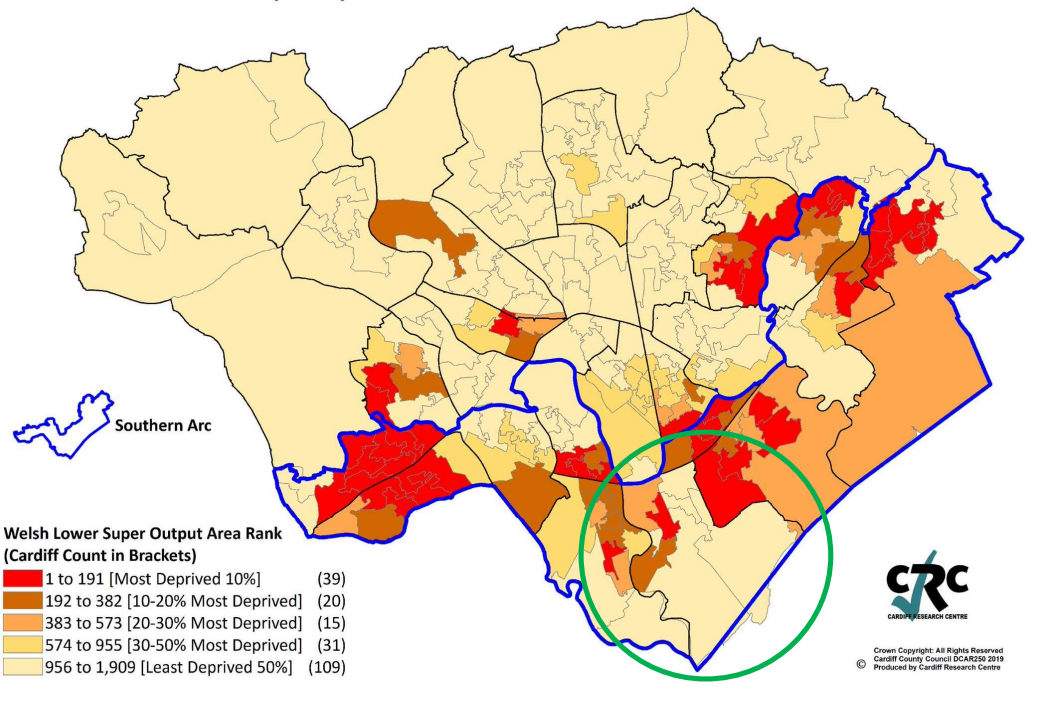 Southern Arc
Welsh Lower Super Output Area Rank
(Cardiff Count in Brackets)
1 to 191 [Most Deprived 10%] (39)
192 to 382 [10-20% Most Deprived] (20)
383 to 573 [20-30% Most Deprived] (15)
574 to 955 [30-50% Most Deprived] (31)
956 to 1,909 [Least Deprived 50%] (109)
CRC
CARDIFF RESEARCH CENTRE
Crown Copyright: All Rights Reserved
© Cardiff County Council DCAR250 2019
Produced by Cardiff Research Centre